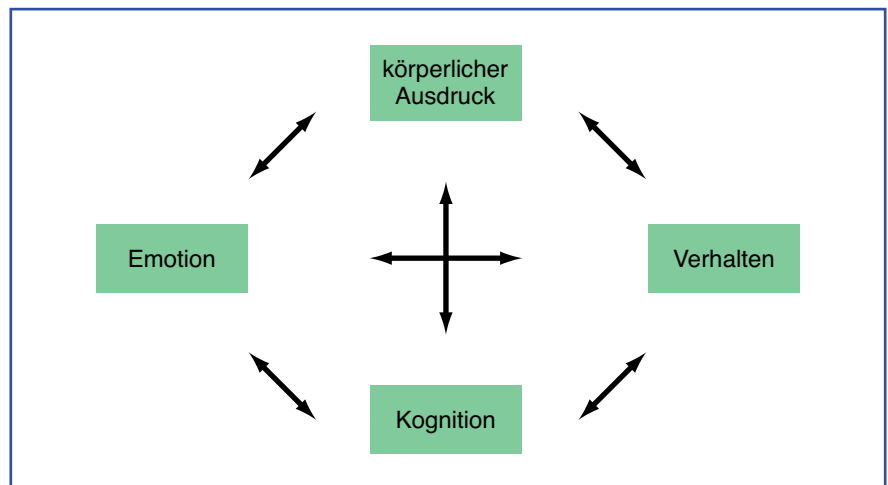 körperlicher
Ausdruck
Emotion
Verhalten
Kognition